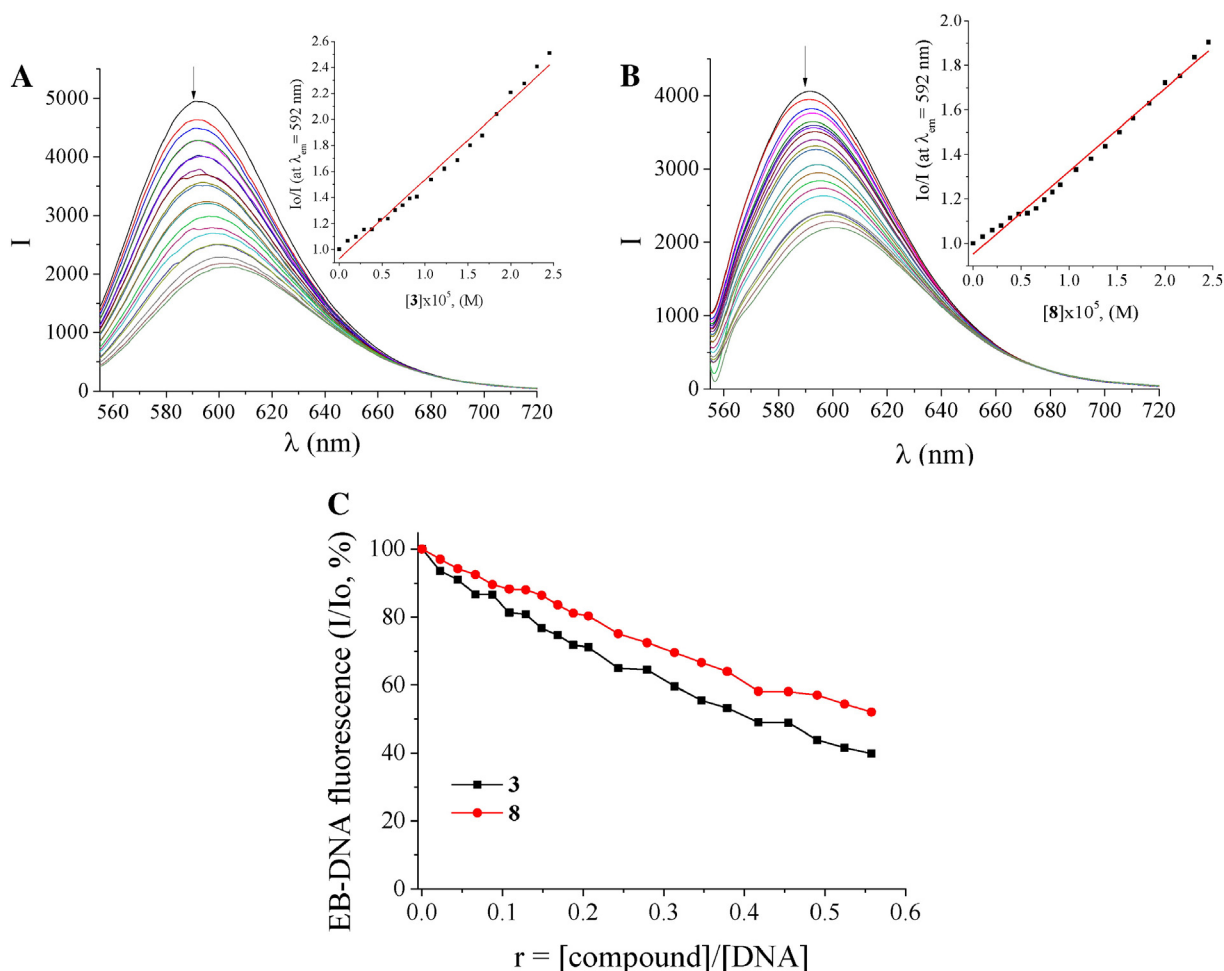 A
I
5000
4000
3000
2000
1000
0
560 580 600 620 640 660 680 700 720
λ (nm)
Io/I (at λem= 592 nm)
2.6
2.4
2.2
2.0
1.8
1.6
1.4
1.2
1.0
0.0 0.5 1.0 1.5 2.0 2.5
[3]x10⁵, (M)
B
I
4000
3000
2000
1000
0
560 580 600 620 640 660 680 700 720
λ (nm)
Io/I (at λem= 592 nm)
2.0
1.8
1.6
1.4
1.2
1.0
0.0 0.5 1.0 1.5 2.0 2.5
[8]x10⁵, (M)
C
EB-DNA fluorescence (I/Io, %)
100
80
60
40
20
0
3
8
0.0 0.1 0.2 0.3 0.4 0.5 0.6
r = [compound]/[DNA]